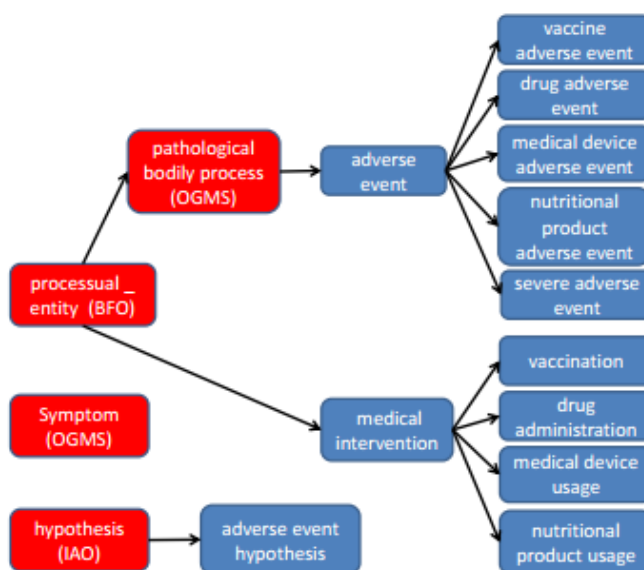 vaccine
adverse event
drug adverse
event
pathological
bodily process
(OGMS)
adverse
event
medical device
adverse event
nutritional
product
adverse event
processual _
entity (BFO)
severe adverse
event
vaccination
Symptom
(OGMS)
medical
intervention
drug
administration
medical device
usage
hypothesis
(IAO)
adverse event
hypothesis
nutritional
product usage